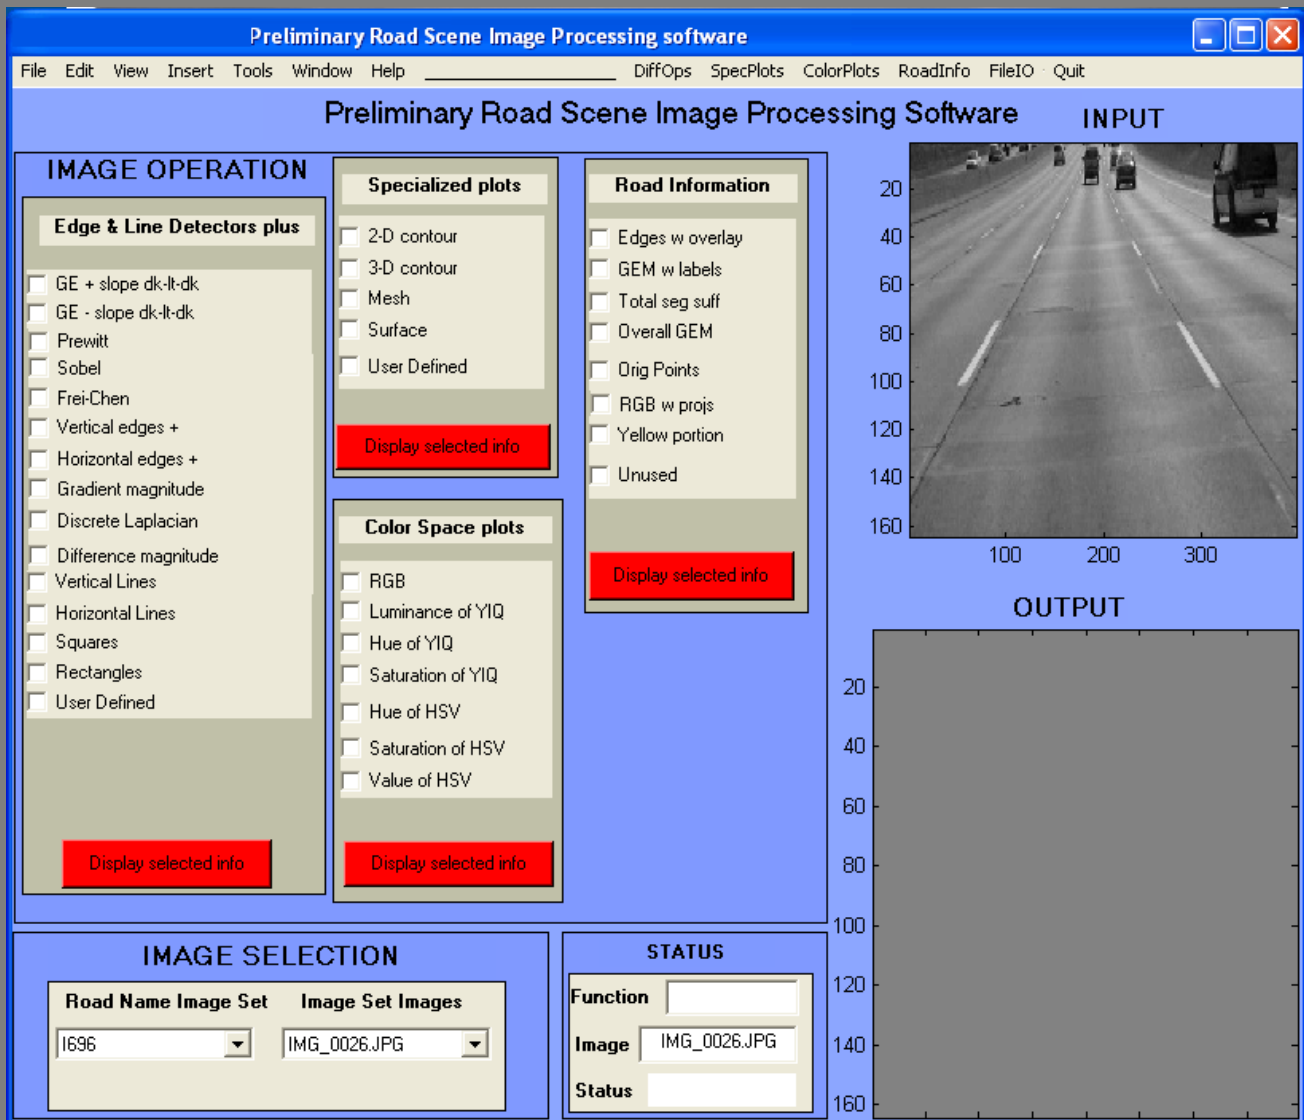 Preliminary Road Scene Image Processing software
File Edit View Insert Tools Window Help ____________________ DiffOps SpecPlots ColorPlots RoadInfo FileIO Quit
Preliminary Road Scene Image Processing Software
IMAGE OPERATION
Edge & Line Detectors plus
GE + slope dk-lt-dk
GE - slope dk-lt-dk
Prewitt
Sobel
Frei-Chen
Vertical edges +
Horizontal edges +
Gradient magnitude
Discrete Laplacian
Difference magnitude
Vertical Lines
Horizontal Lines
Squares
Rectangles
User Defined
Display selected info
Specialized plots
2-D contour
3-D contour
Mesh
Surface
User Defined
Display selected info
Color Space plots
RGB
Luminance of YIQ
Hue of YIQ
Saturation of YIQ
Hue of HSV
Saturation of HSV
Value of HSV
Display selected info
Road Information
Edges w overlay
GEM w labels
Total seg suff
Overall GEM
Orig Points
RGB w projs
Yellow portion
Unused
Display selected info
INPUT
20
40
60
80
100
120
140
160
100 200 300
OUTPUT
20
40
60
80
100
120
140
160
IMAGE SELECTION
Road Name Image Set Image Set Images
I696 IMG_0026.JPG
STATUS
Function
Image IMG_0026.JPG
Status